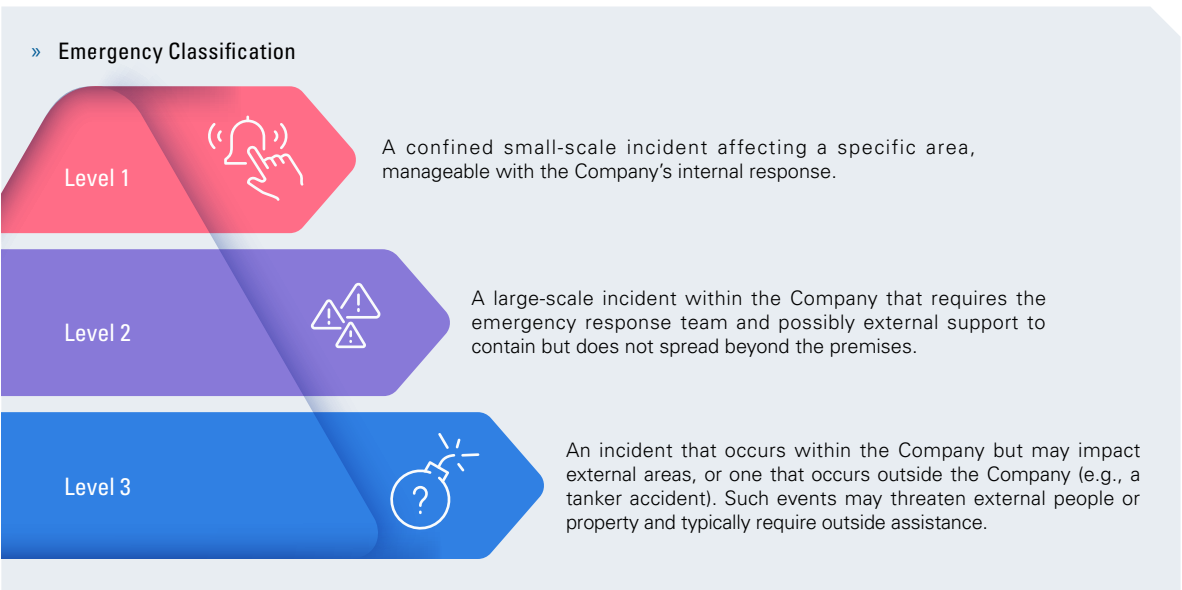 » Emergency Classification
Level 1
A confined small-scale incident affecting a specific area,
manageable with the Company’s internal response.
Level 2
A large-scale incident within the Company that requires the
emergency response team and possibly external support to
contain but does not spread beyond the premises.
Level 3
?
An incident that occurs within the Company but may impact
external areas, or one that occurs outside the Company (e.g., a
tanker accident). Such events may threaten external people or
property and typically require outside assistance.